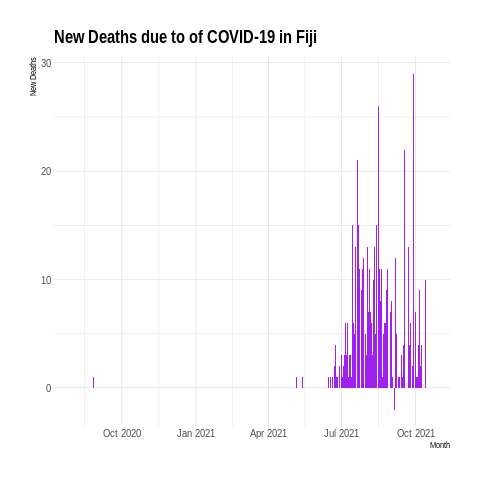 New Deaths due to of COVID-19 in Fiji
New Deaths
30
20
10
0
Oct 2020 Jan 2021 Apr 2021 Jul 2021 Oct 2021
Month